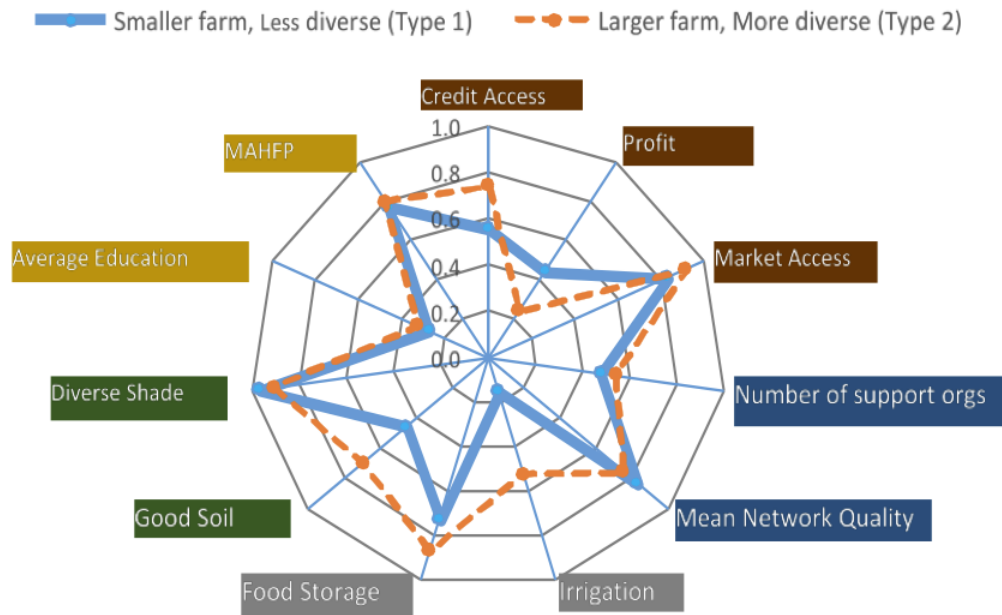 Smaller farm, Less diverse (Type 1)
Larger farm, More diverse (Type 2)
Credit Access
1.0
MAHFP
Profit
0.8
0.6
Average Education
Market Access
0.4
0.2
0.0
Diverse Shade
Number of support orgs
Good Soil
Mean Network Quality
Food Storage
Irrigation